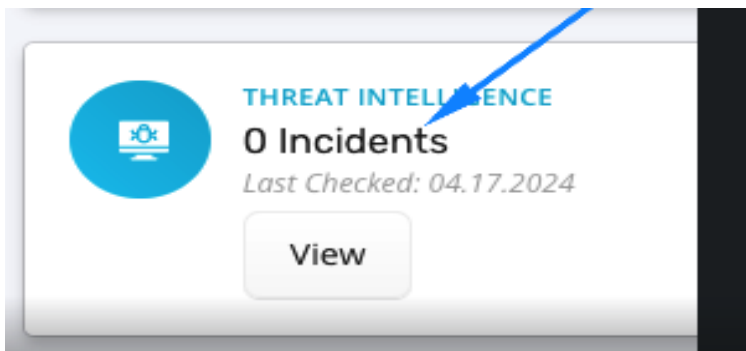 THREAT INTELLIGENCE
0 Incidents
Last Checked: 04.17.2024
View